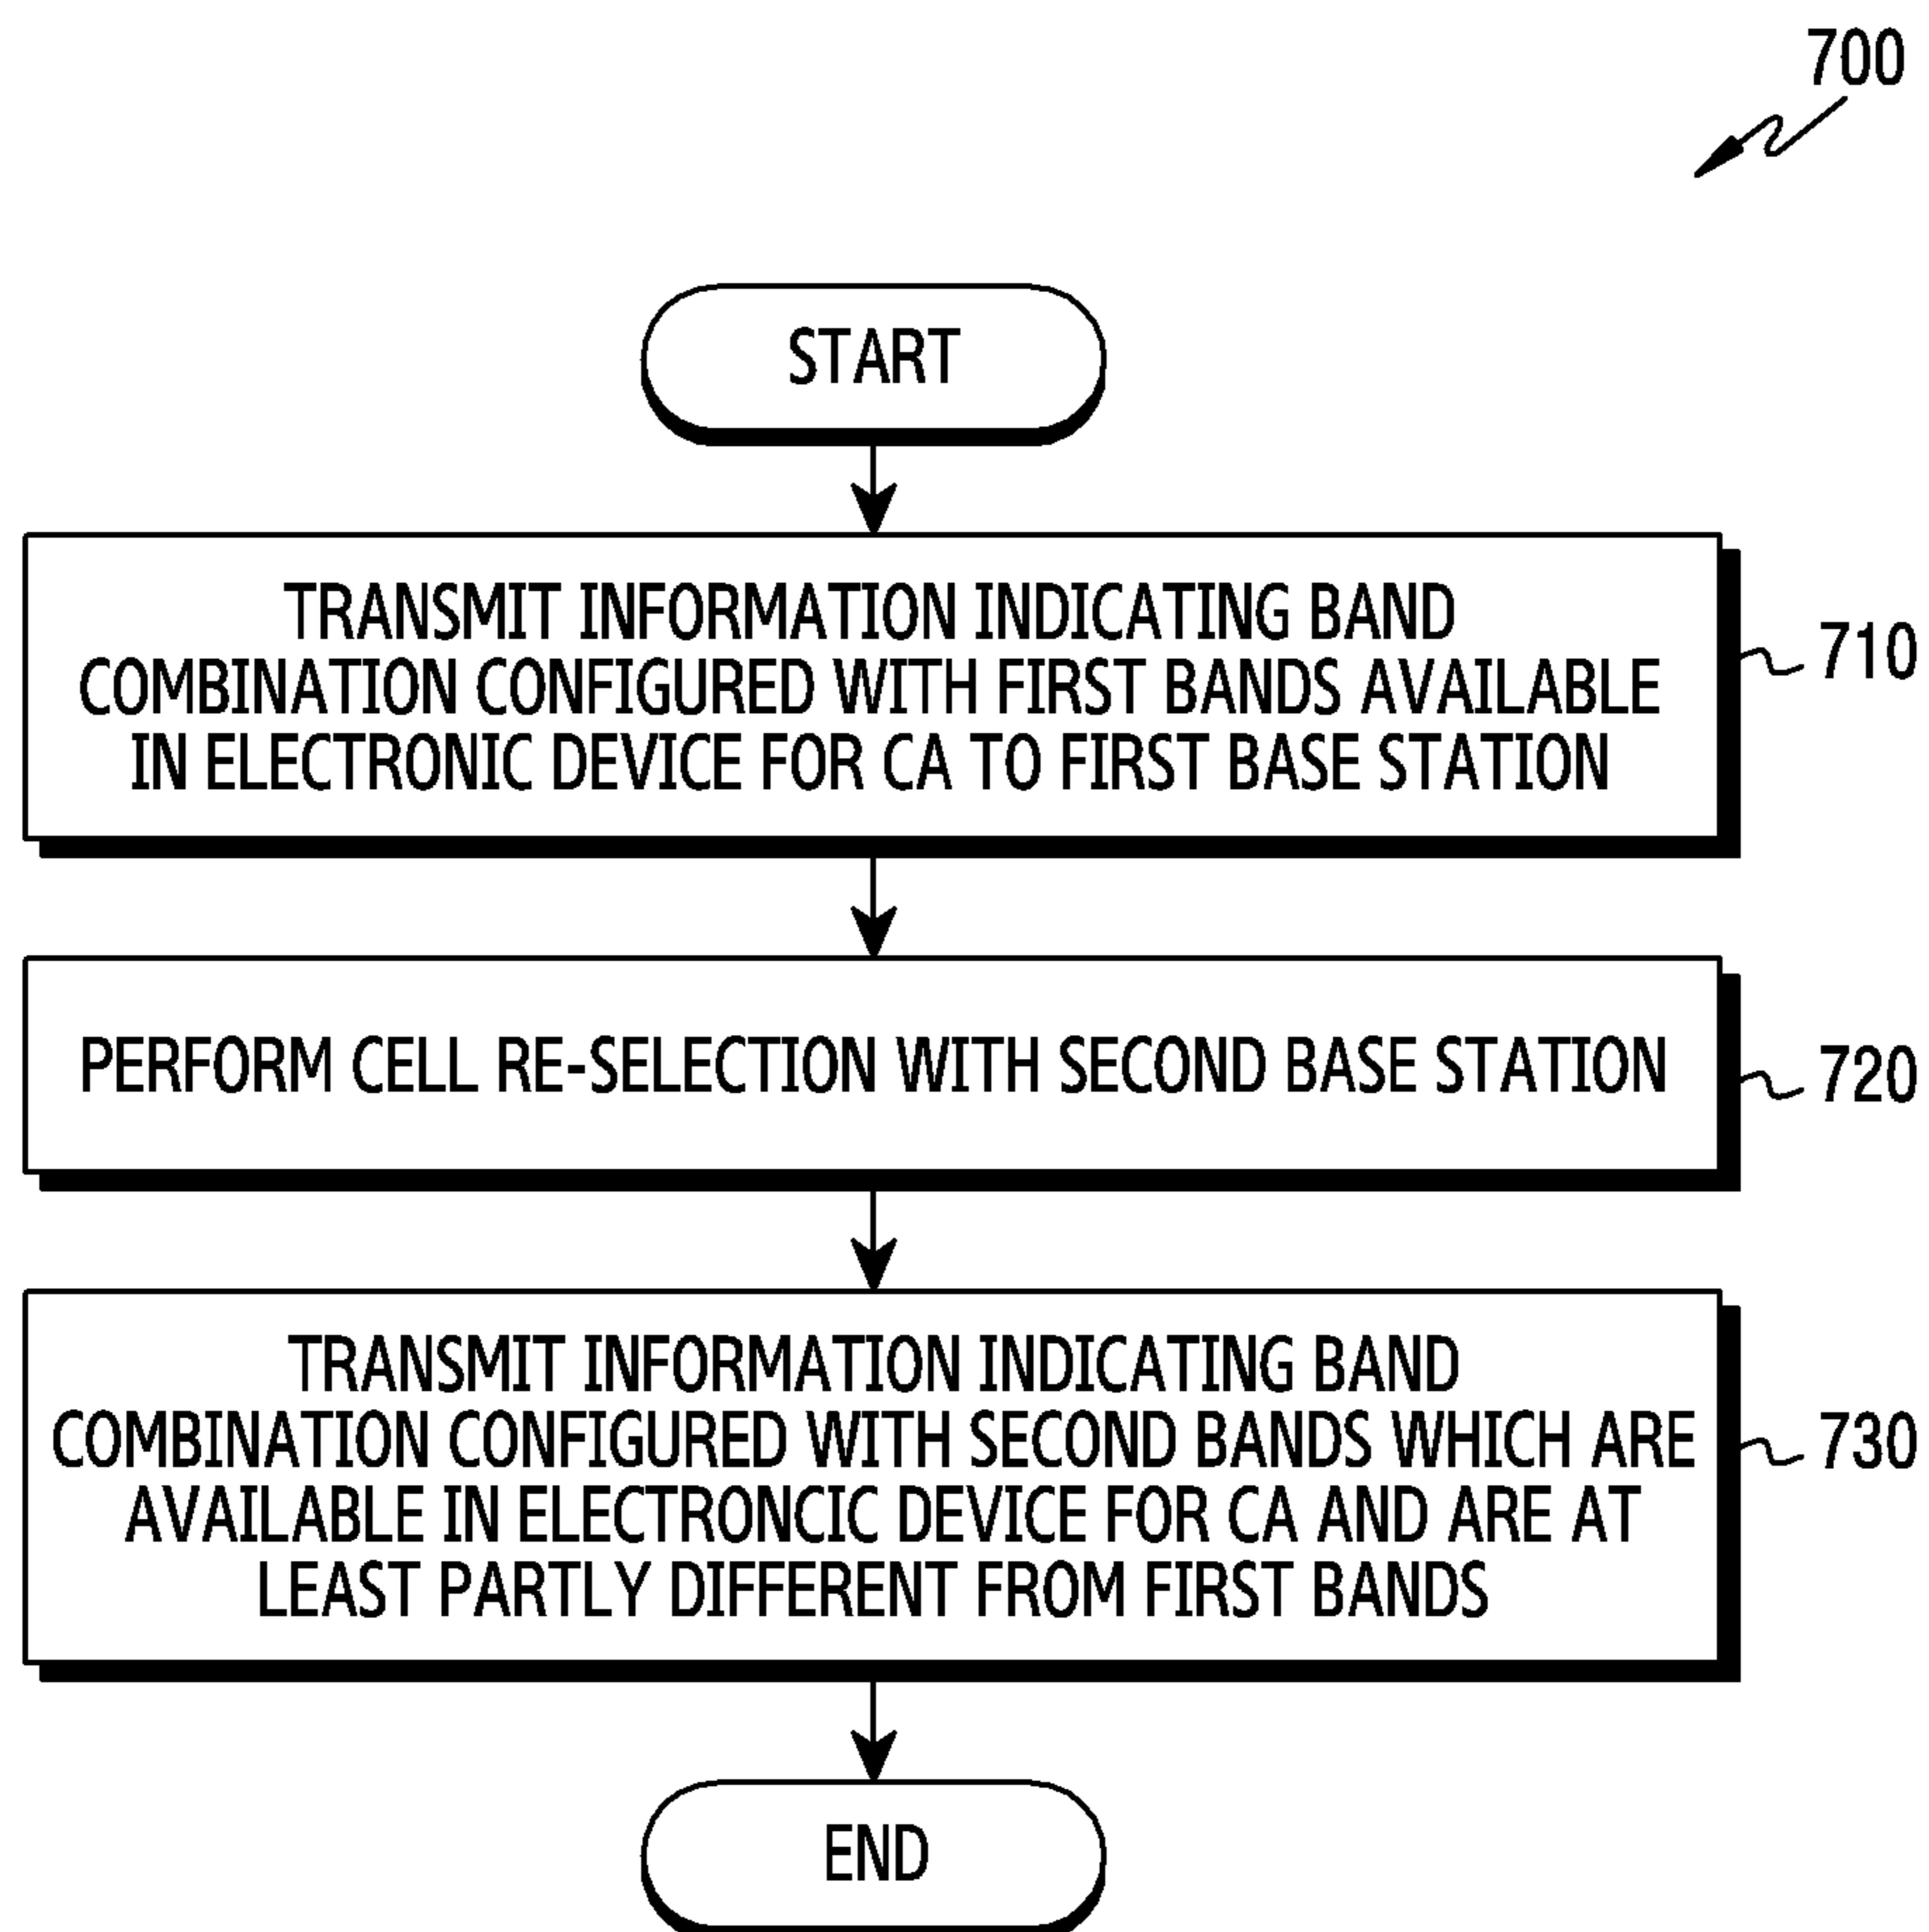 700
START
TRANSMIT INFORMATION INDICATING BAND
COMBINATION CONFIGURED WITH FIRST BANDS AVAILABLE
IN ELECTRONIC DEVICE FOR CA TO FIRST BASE STATION
710
PERFORM CELL RE-SELECTION WITH SECOND BASE STATION
720
TRANSMIT INFORMATION INDICATING BAND
COMBINATION CONFIGURED WITH SECOND BANDS WHICH ARE
AVAILABLE IN ELECTRONCIC DEVICE FOR CA AND ARE AT
LEAST PARTLY DIFFERENT FROM FIRST BANDS
730
END